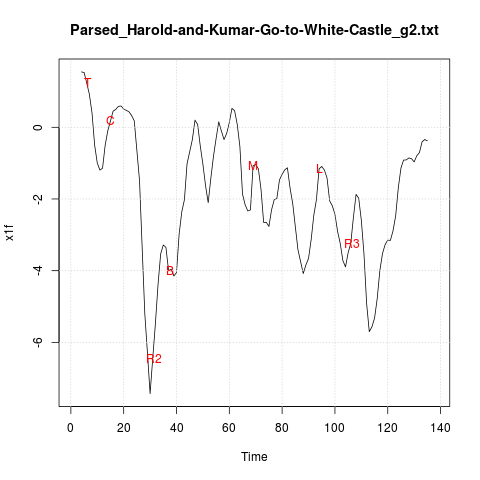 Parsed_Harold-and-Kumar-Go-to-White-Castle_g2.txt
x1f
0
-2
-4
-6
T
C
R2
B
M
L
R3
0 20 40 60 80 100 120 140
Time